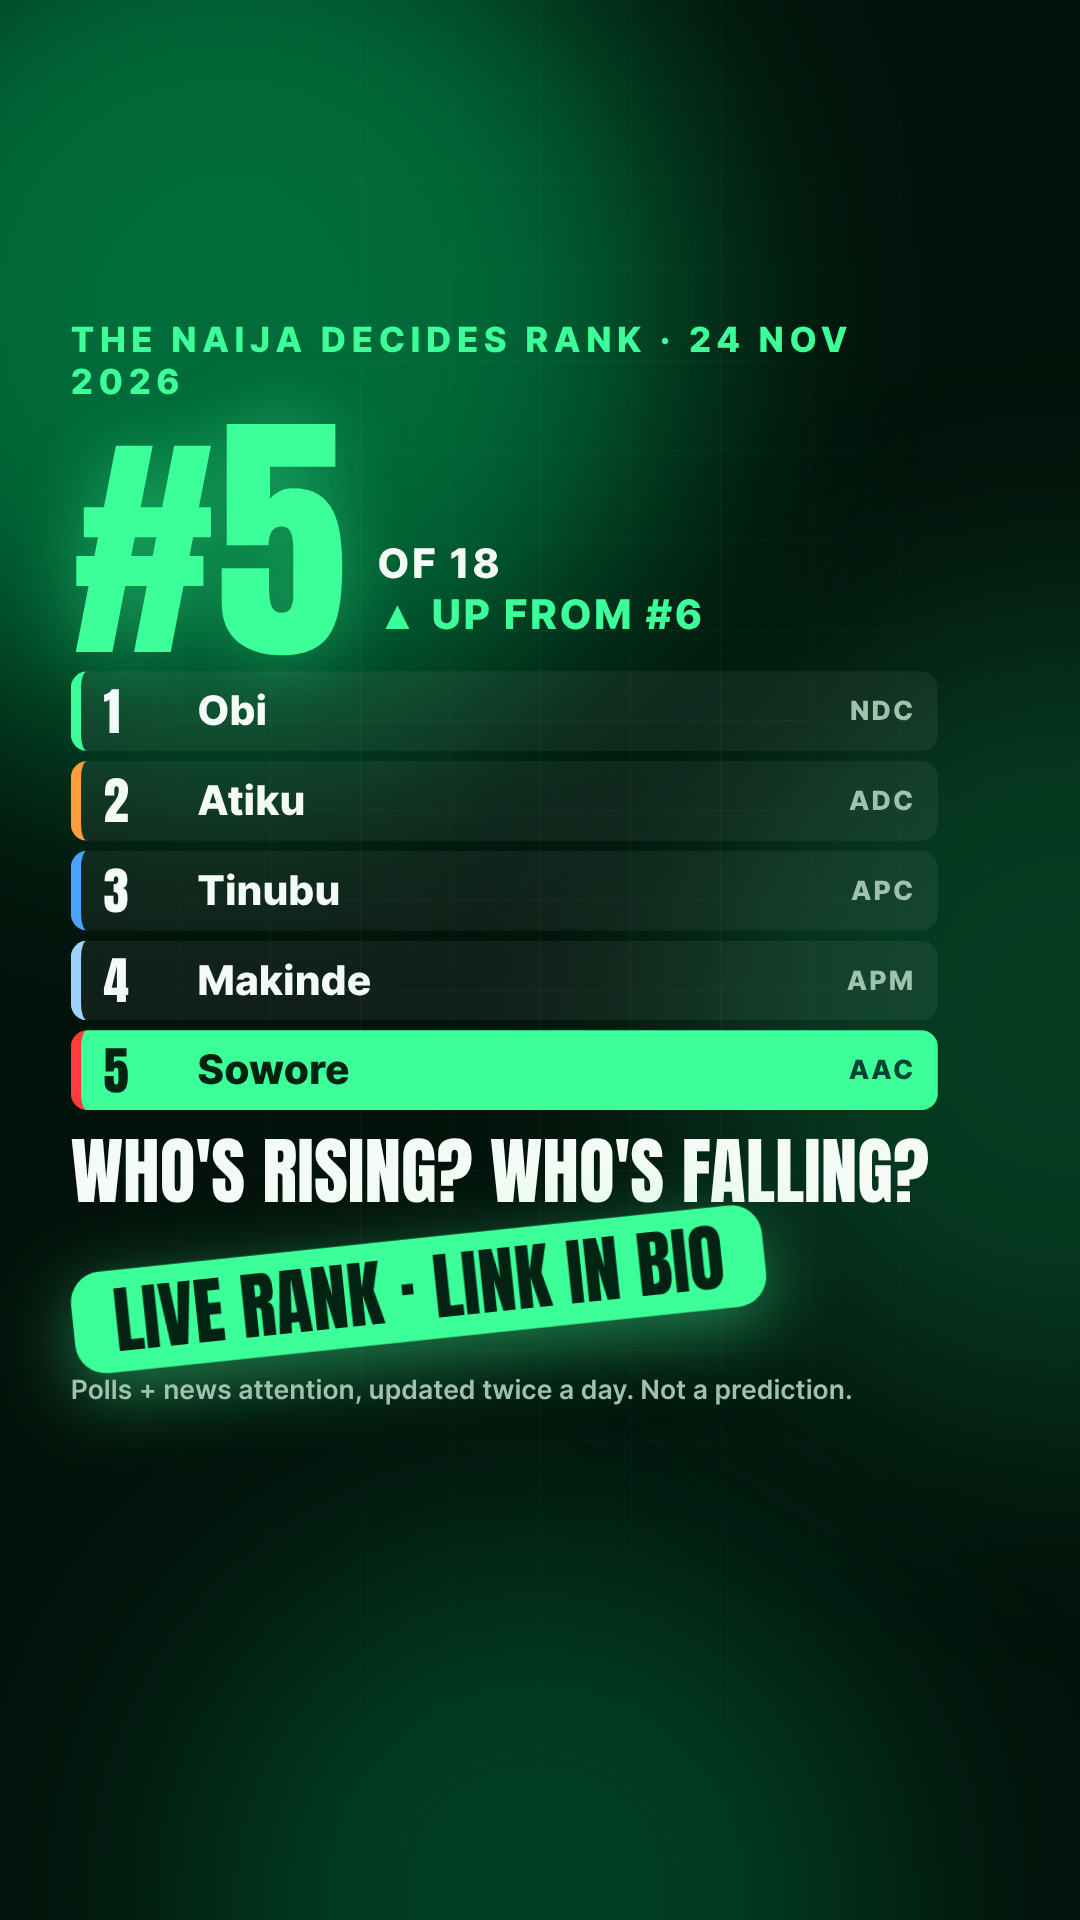 THE NAIJA DECIDES RANK · 24 NOV
2026
#5
OF 18
▲ UP FROM #6
1 Obi NDC
2 Atiku ADC
3 Tinubu APC
4 Makinde APM
5 Sowore AAC
WHO'S RISING? WHO'S FALLING?
LIVE RANK · LINK IN BIO
Polls + news attention, updated twice a day. Not a prediction.